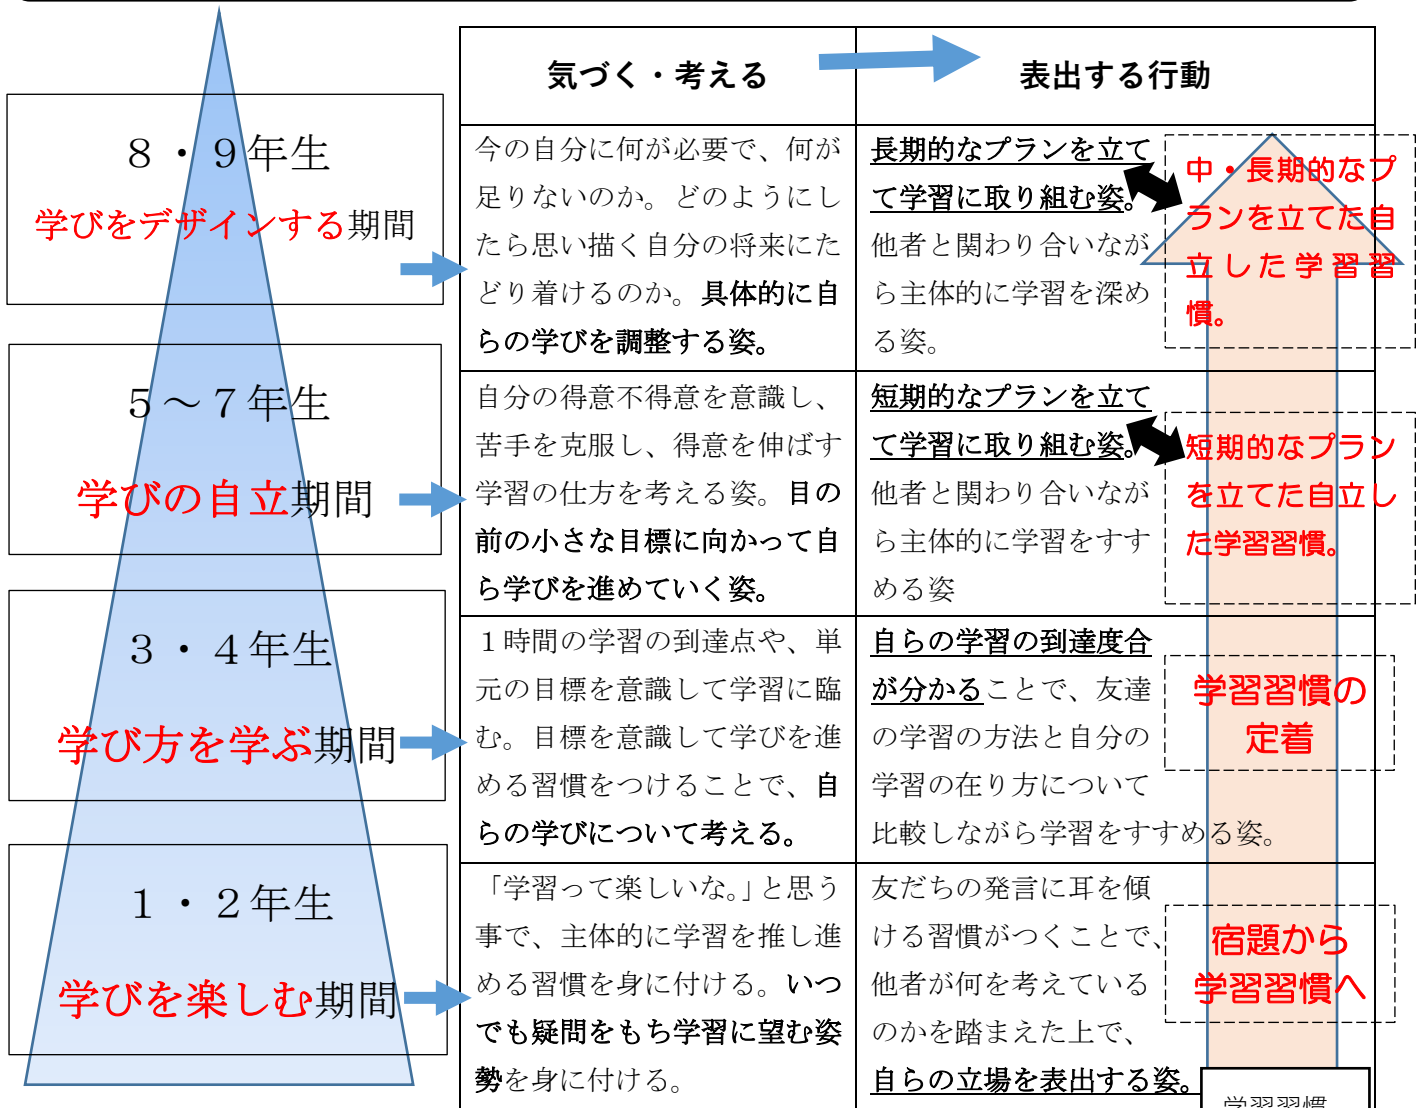 気づく・考える
表出する行動
８・９年生
学びをデザインする期間
今の自分に何が必要で、何が
足りないのか。どのようにし
たら思い描く自分の将来にた
どり着けるのか。具体的に自
らの学びを調整する姿。
長期的なプランを立て
て学習に取り組む姿。
他者と関わり合いなが
ら主体的に学習を深め
る姿。
中・長期的なプ
ランを立てた自
立した学習習
慣。
５～７年生
学びの自立期間
自分の得意不得意を意識し、
苦手を克服し、得意を伸ばす
学習の仕方を考える姿。目の
前の小さな目標に向かって自
ら学びを進めていく姿。
短期的なプランを立て
て学習に取り組む姿。
他者と関わり合いなが
ら主体的に学習をすす
める姿
短期的なプラン
を立てた自立し
た学習習慣。
３・４年生
学び方を学ぶ期間
１時間の学習の到達点や、単
元の目標を意識して学習に臨
む。目標を意識して学びを進
める習慣をつけることで、自
らの学びについて考える。
自らの学習の到達度合
が分かることで、友達
の学習の方法と自分の
学習の在り方について
比較しながら学習をすすめる姿。
学習習慣の
定着
１・２年生
学びを楽しむ期間
「学習って楽しいな。」と思う
事で、主体的に学習を推し進
める習慣を身に付ける。いつ
でも疑問をもち学習に望む姿
勢を身に付ける。
友だちの発言に耳を傾
ける習慣がつくことで、
他者が何を考えている
のかを踏まえた上で、
自らの立場を表出する姿。
宿題から
学習習慣へ
学習習慣